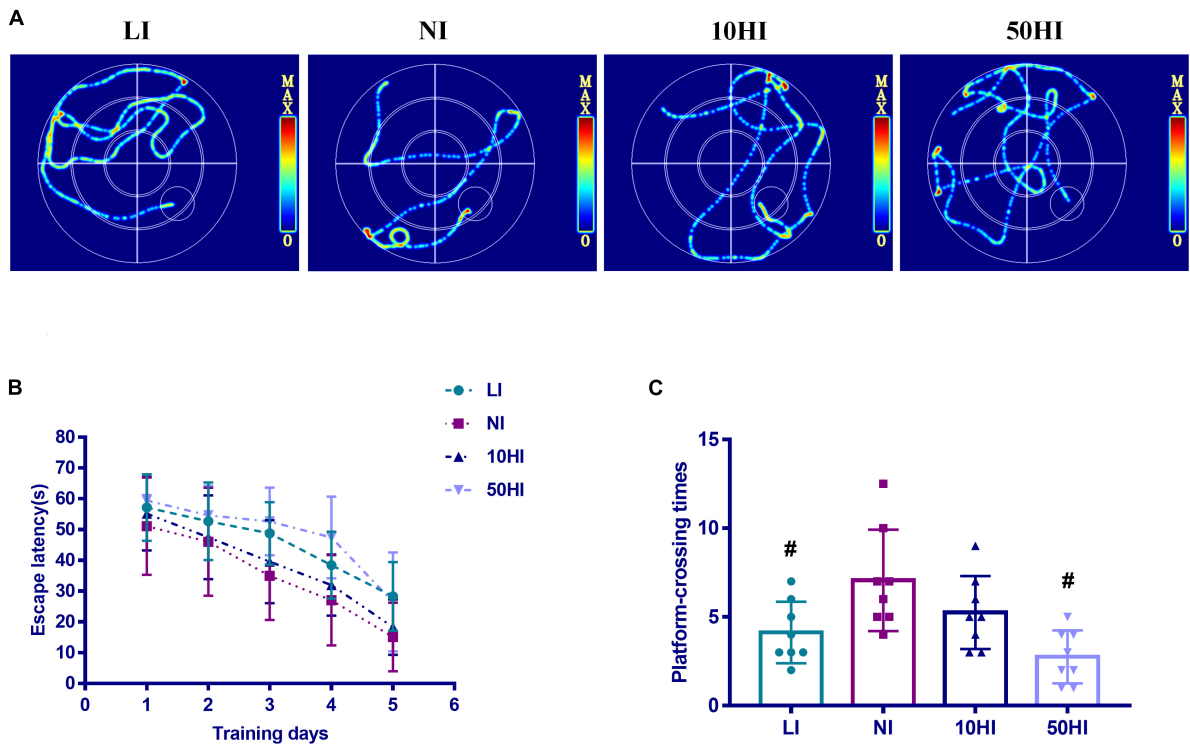 A
LI
NI
10HI
50HI
MAX
0
MAX
0
MAX
0
MAX
0
B
LI
NI
10HI
50HI
Escape latency(s)
80
70
60
50
40
30
20
10
0
0 1 2 3 4 5 6
Training days
C
Platform-crossing times
15
10
5
0
#
#
LI NI 10HI 50HI